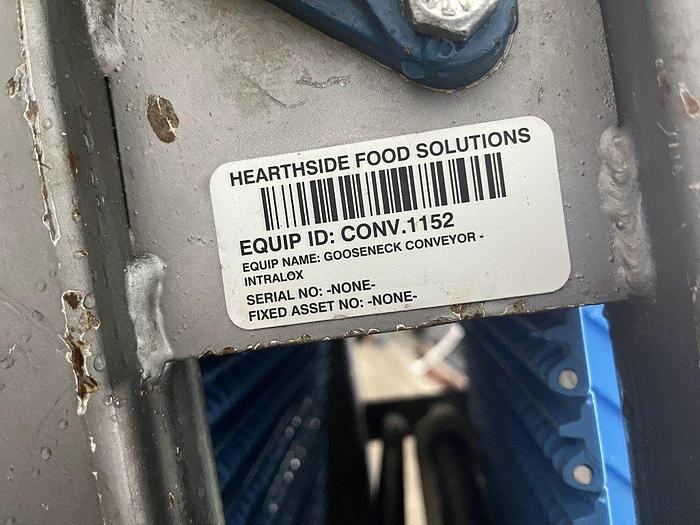 HEARTHSIDE FOOD SOLUTIONS
EQUIP ID: CONV.1152
EQUIP NAME: GOOSENECK CONVEYOR -
INTRALOX
SERIAL NO: -NONE-
FIXED ASSET NO: -NONE-